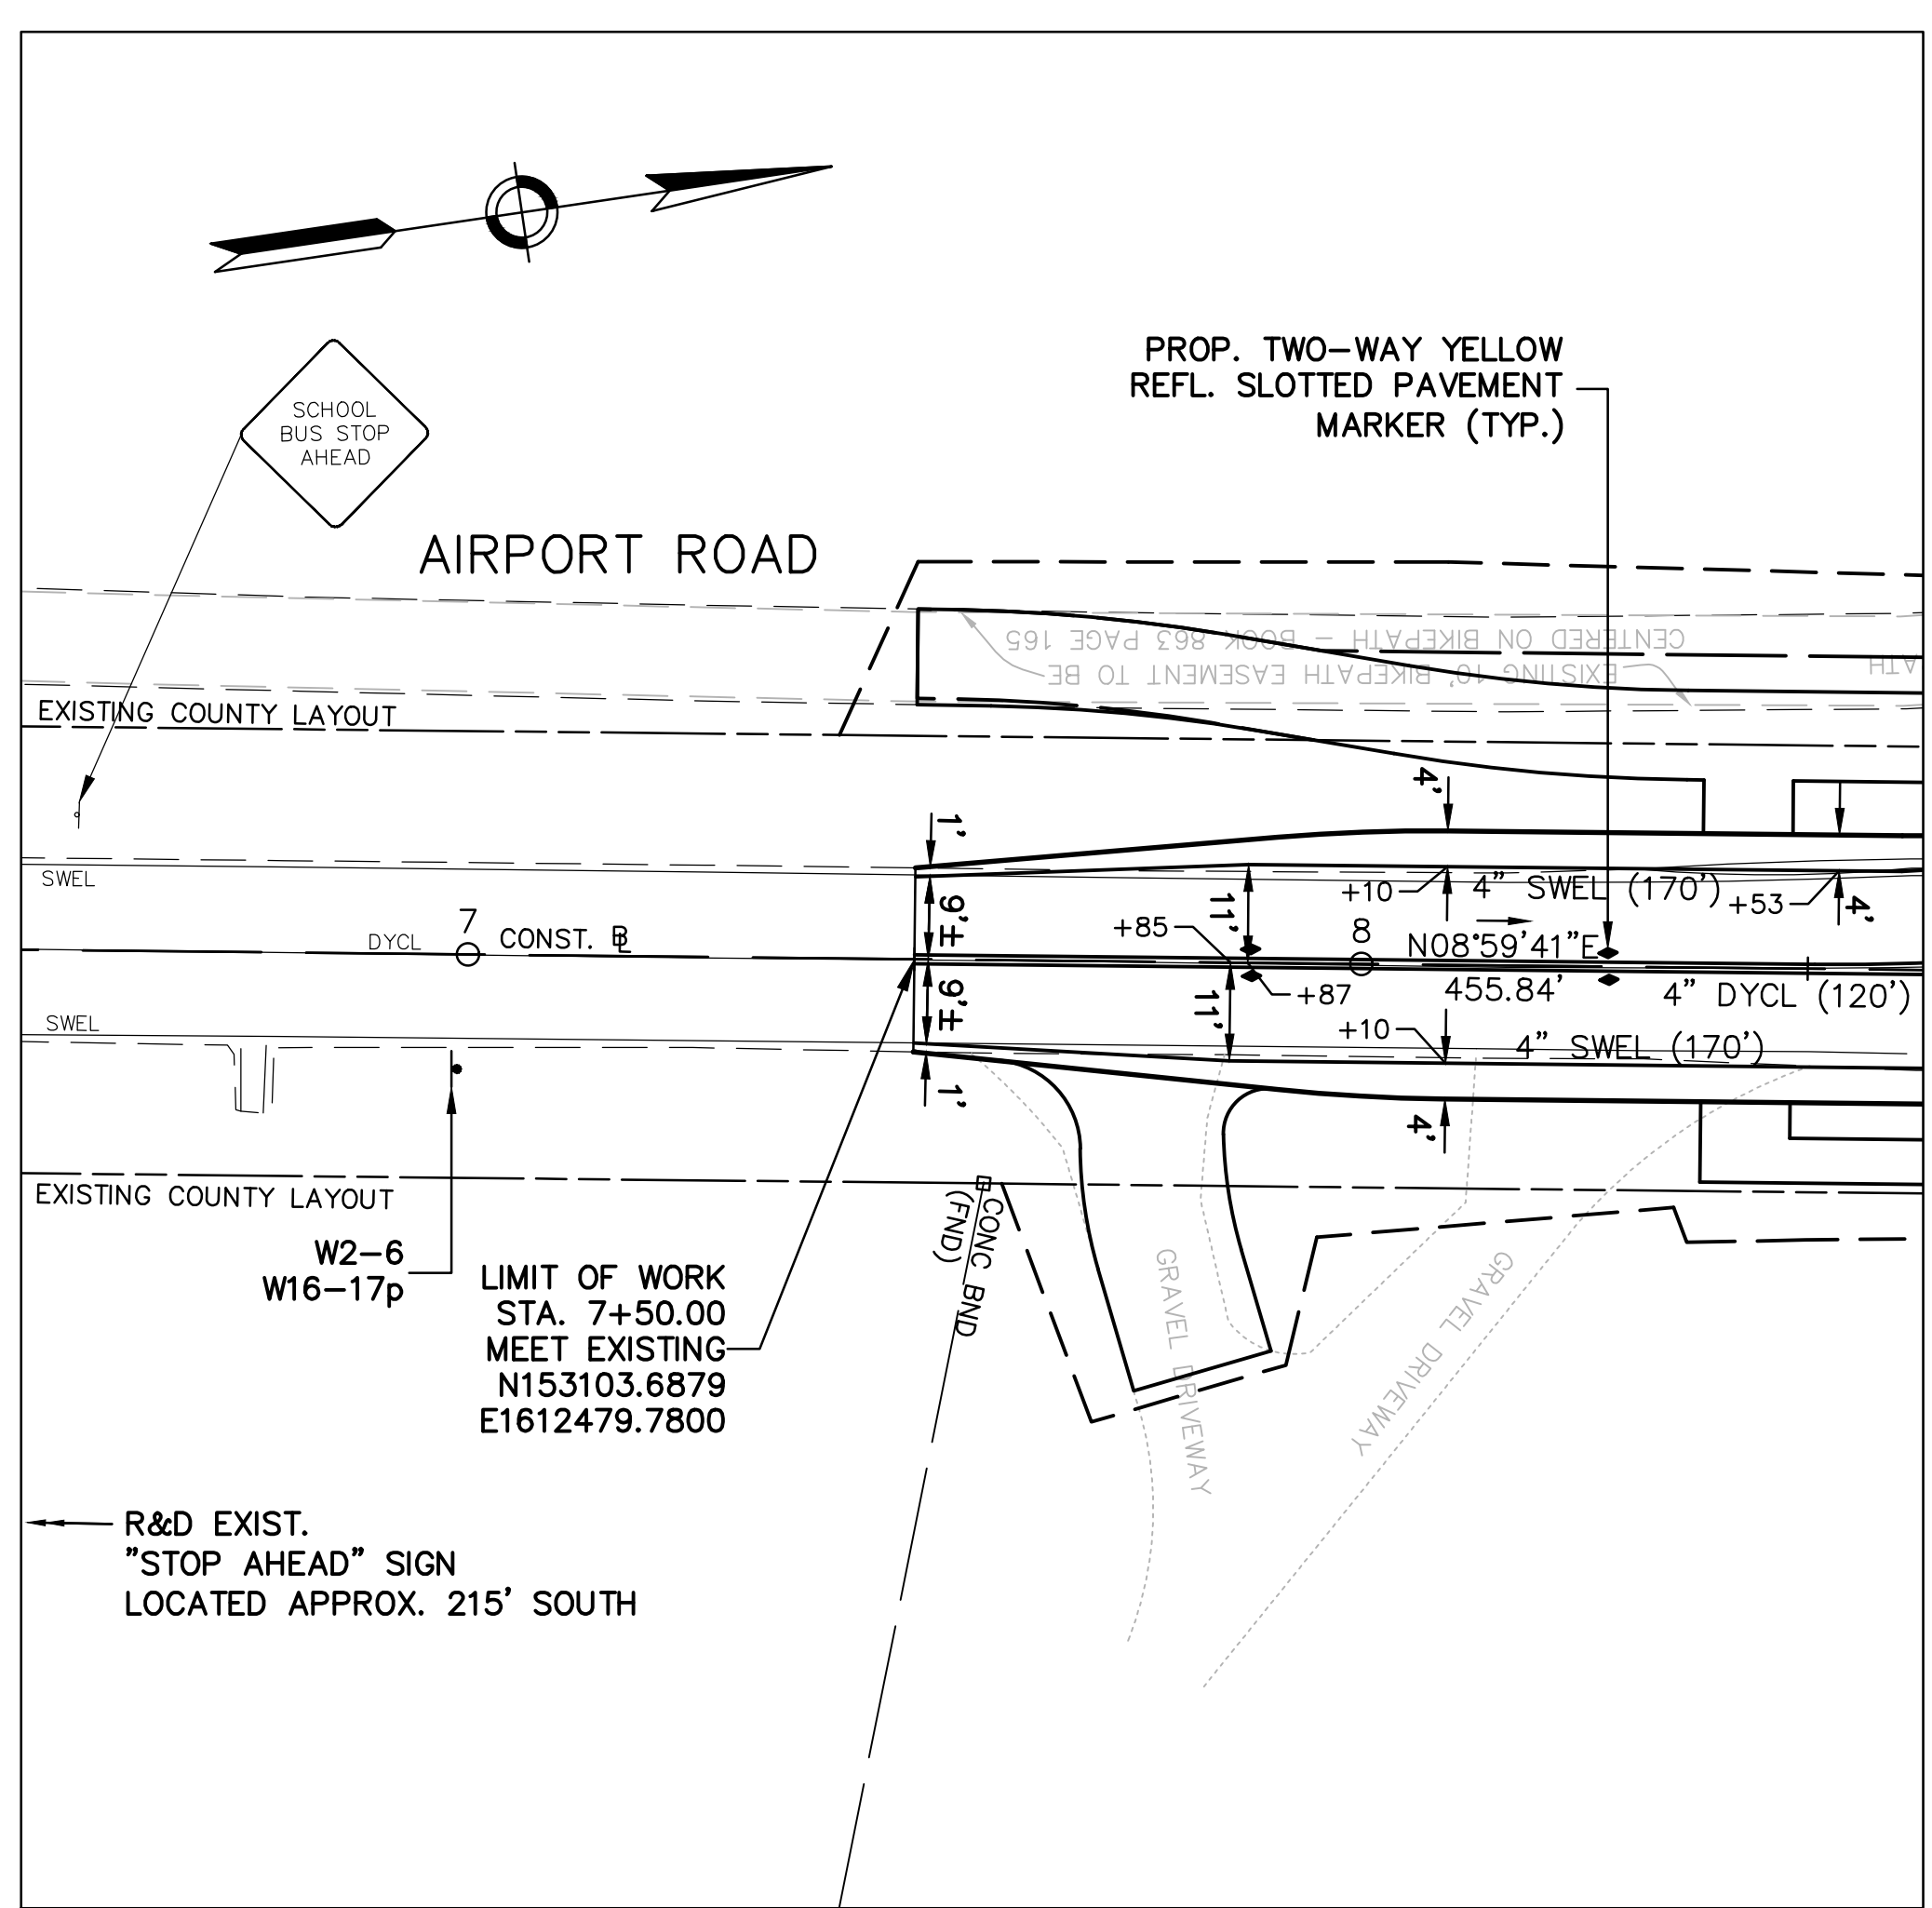 PROP. TWO-WAY YELLOW
REFL. SLOTTED PAVEMENT
MARKER (TYP.)
SCHOOL
BUS STOP
AHEAD
AIRPORT ROAD
CENTERED ON BIKEPATH - BOOK 863 PAGE 165
EXISTING 10' BIKEPATH EASEMENT TO BE
ATH
EXISTING COUNTY LAYOUT
4'
1'
SWEL
+10
4" SWEL (170')
+53
4'
9'±
11'
+85
7
DYCL
CONST. BL
8
N08°59'41"E
+87
455.84'
4" DYCL (120')
9'±
11'
SWEL
+10
4" SWEL (170')
1'
4'
EXISTING COUNTY LAYOUT
CONC BND
(FND)
W2-6
W16-17p
LIMIT OF WORK
STA. 7+50.00
MEET EXISTING
N153103.6879
E1612479.7800
GRAVEL DRIVEWAY
GRAVEL DRIVEWAY
R&D EXIST.
"STOP AHEAD" SIGN
LOCATED APPROX. 215' SOUTH